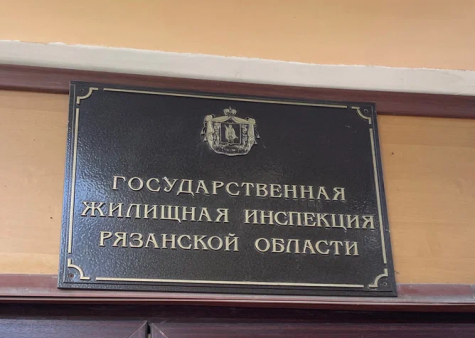 ГОСУДАРСТВЕННАЯ
ЖИЛИЩНАЯ ИНСПЕКЦИЯ
РЯЗАНСКОЙ ОБЛАСТИ